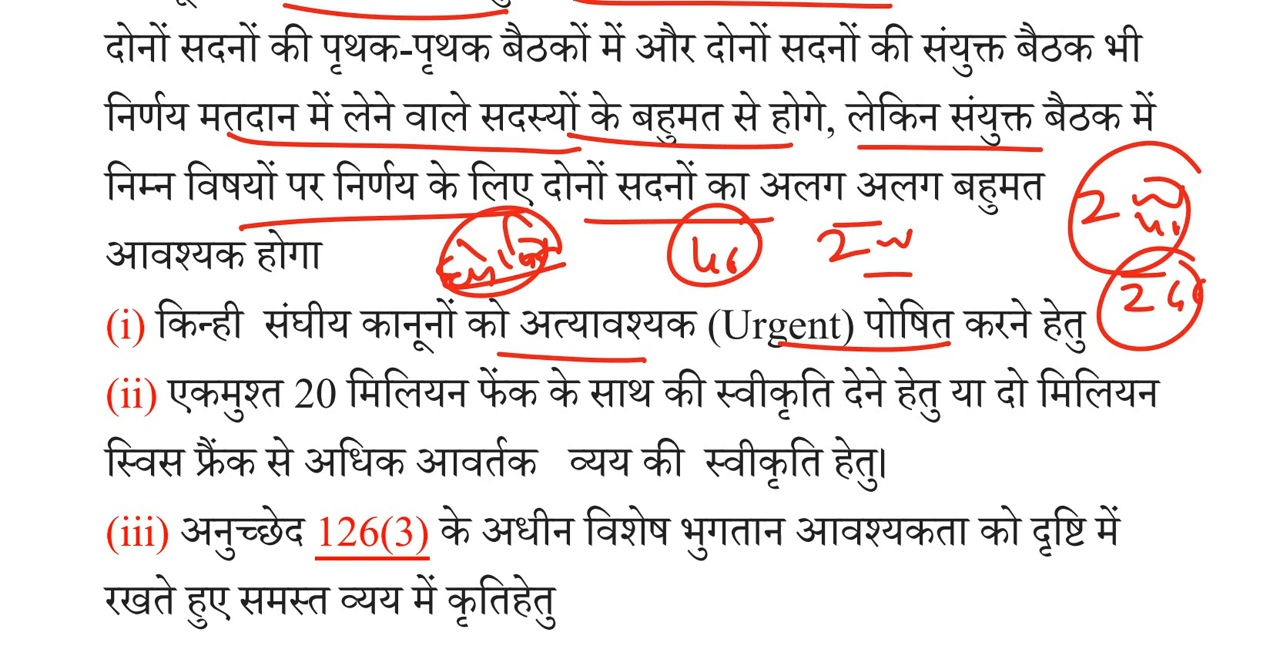 दोनों सदनों की पृथक-पृथक बैठकों में और दोनों सदनों की संयुक्त बैठक भी
निर्णय मतदान में लेने वाले सदस्यों के बहुमत से होगे, लेकिन संयुक्त बैठक में
निम्न विषयों पर निर्णय के लिए दोनों सदनों का अलग अलग बहुमत
आवश्यक होगा
(i) किन्ही संघीय कानूनों को अत्यावश्यक (Urgent) पोषित करने हेतु
(ii) एकमुश्त 20 मिलियन फेंक के साथ की स्वीकृति देने हेतु या दो मिलियन
स्विस फ्रैंक से अधिक आवर्तक व्यय की स्वीकृति हेतु।
(iii) अनुच्छेद 126(3) के अधीन विशेष भुगतान आवश्यकता को दृष्टि में
रखते हुए समस्त व्यय में कृतिहेतु